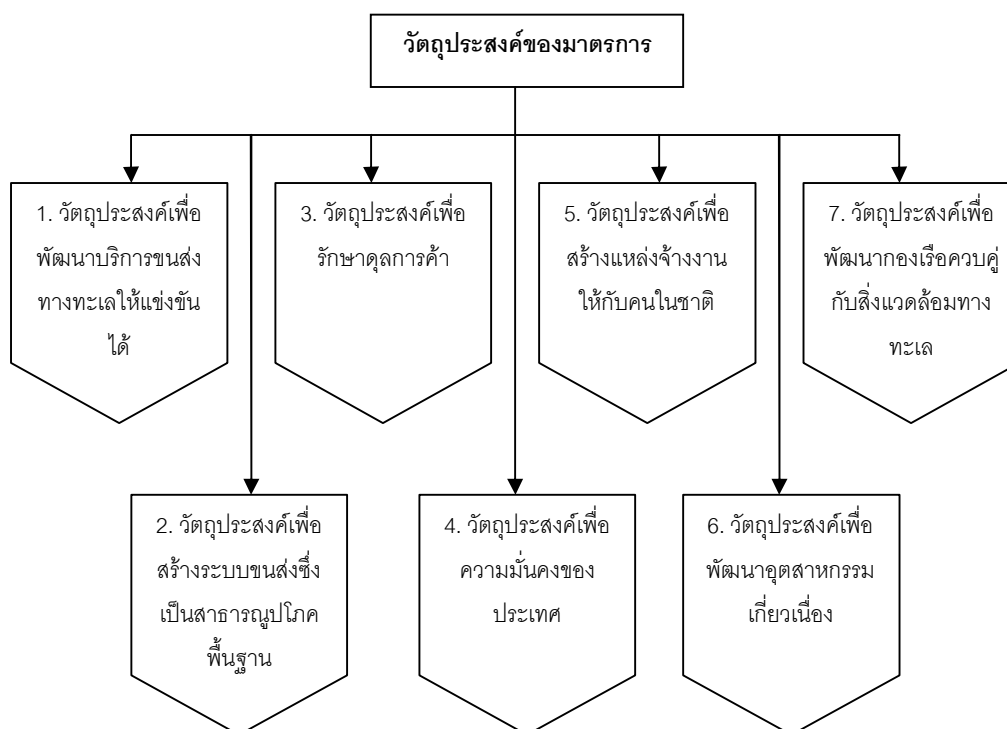 วัตถุประสงค์ของมาตรการ
1. วัตถุประสงค์เพื่อ
พัฒนาบริการขนส่ง
ทางทะเลให้แข่งขัน
ได้
3. วัตถุประสงค์เพื่อ
รักษาดุลการค้า
5. วัตถุประสงค์เพื่อ
สร้างแหล่งจ้างงาน
ให้กับคนในชาติ
7. วัตถุประสงค์เพื่อ
พัฒนากองเรือควบคู่
กับสิ่งแวดล้อมทาง
ทะเล
2. วัตถุประสงค์เพื่อ
สร้างระบบขนส่งซึ่ง
เป็นสาธารณูปโภค
พื้นฐาน
4. วัตถุประสงค์เพื่อ
ความมั่นคงของ
ประเทศ
6. วัตถุประสงค์เพื่อ
พัฒนาอุตสาหกรรม
เกี่ยวเนื่อง